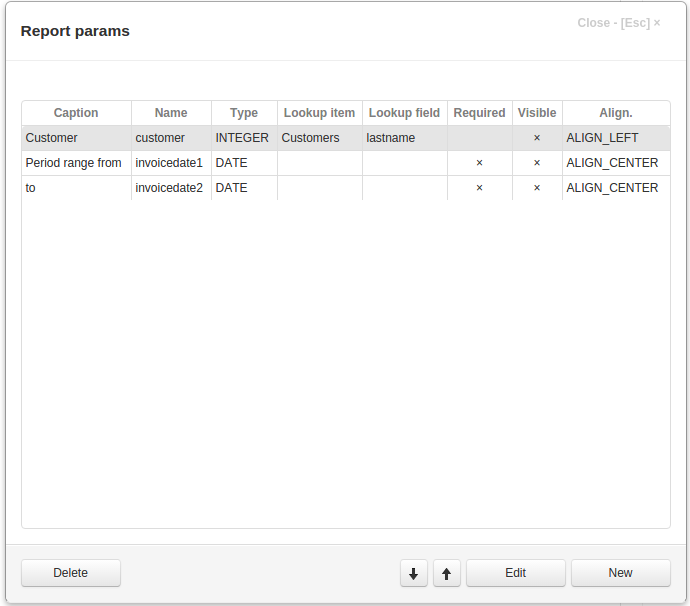 Report params
Close - [Esc] ×
Caption Name Type Lookup item Lookup field Required Visible Align.
Customer customer INTEGER Customers lastname × ALIGN_LEFT
Period range from invoicedate1 DATE × × ALIGN_CENTER
to invoicedate2 DATE × × ALIGN_CENTER
Delete Edit New